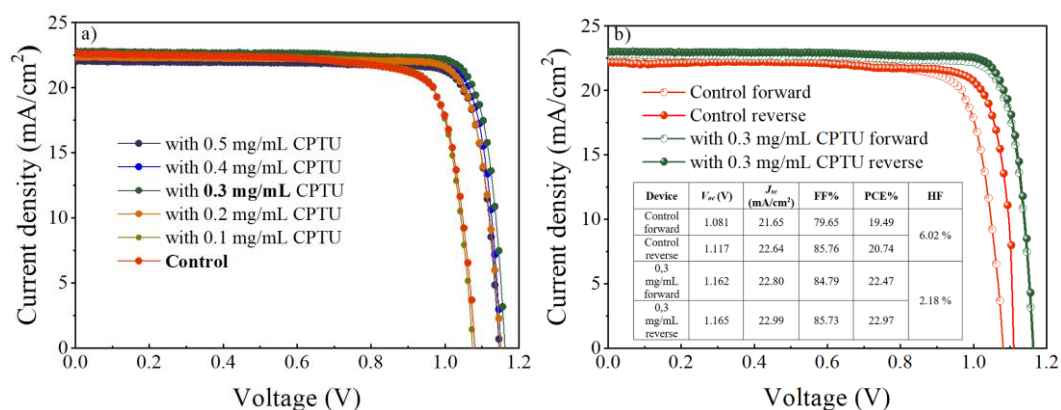 a)
25
20
15
10
5
0
Current density (mA/cm²)
with 0.5 mg/mL CPTU
with 0.4 mg/mL CPTU
with 0.3 mg/mL CPTU
with 0.2 mg/mL CPTU
with 0.1 mg/mL CPTU
Control
0.0 0.2 0.4 0.6 0.8 1.0 1.2
Voltage (V)
b)
25
20
15
10
5
0
Current density (mA/cm²)
Control forward
Control reverse
with 0.3 mg/mL CPTU forward
with 0.3 mg/mL CPTU reverse
Device Voc (V) Jsc (mA/cm²) FF% PCE% HF
Control forward 1.081 21.65 79.65 19.49 6.02 %
Control reverse 1.117 22.64 85.76 20.74
0,3 mg/mL forward 1.162 22.80 84.79 22.47 2.18 %
0,3 mg/mL reverse 1.165 22.99 85.73 22.97
0.0 0.2 0.4 0.6 0.8 1.0 1.2
Voltage (V)